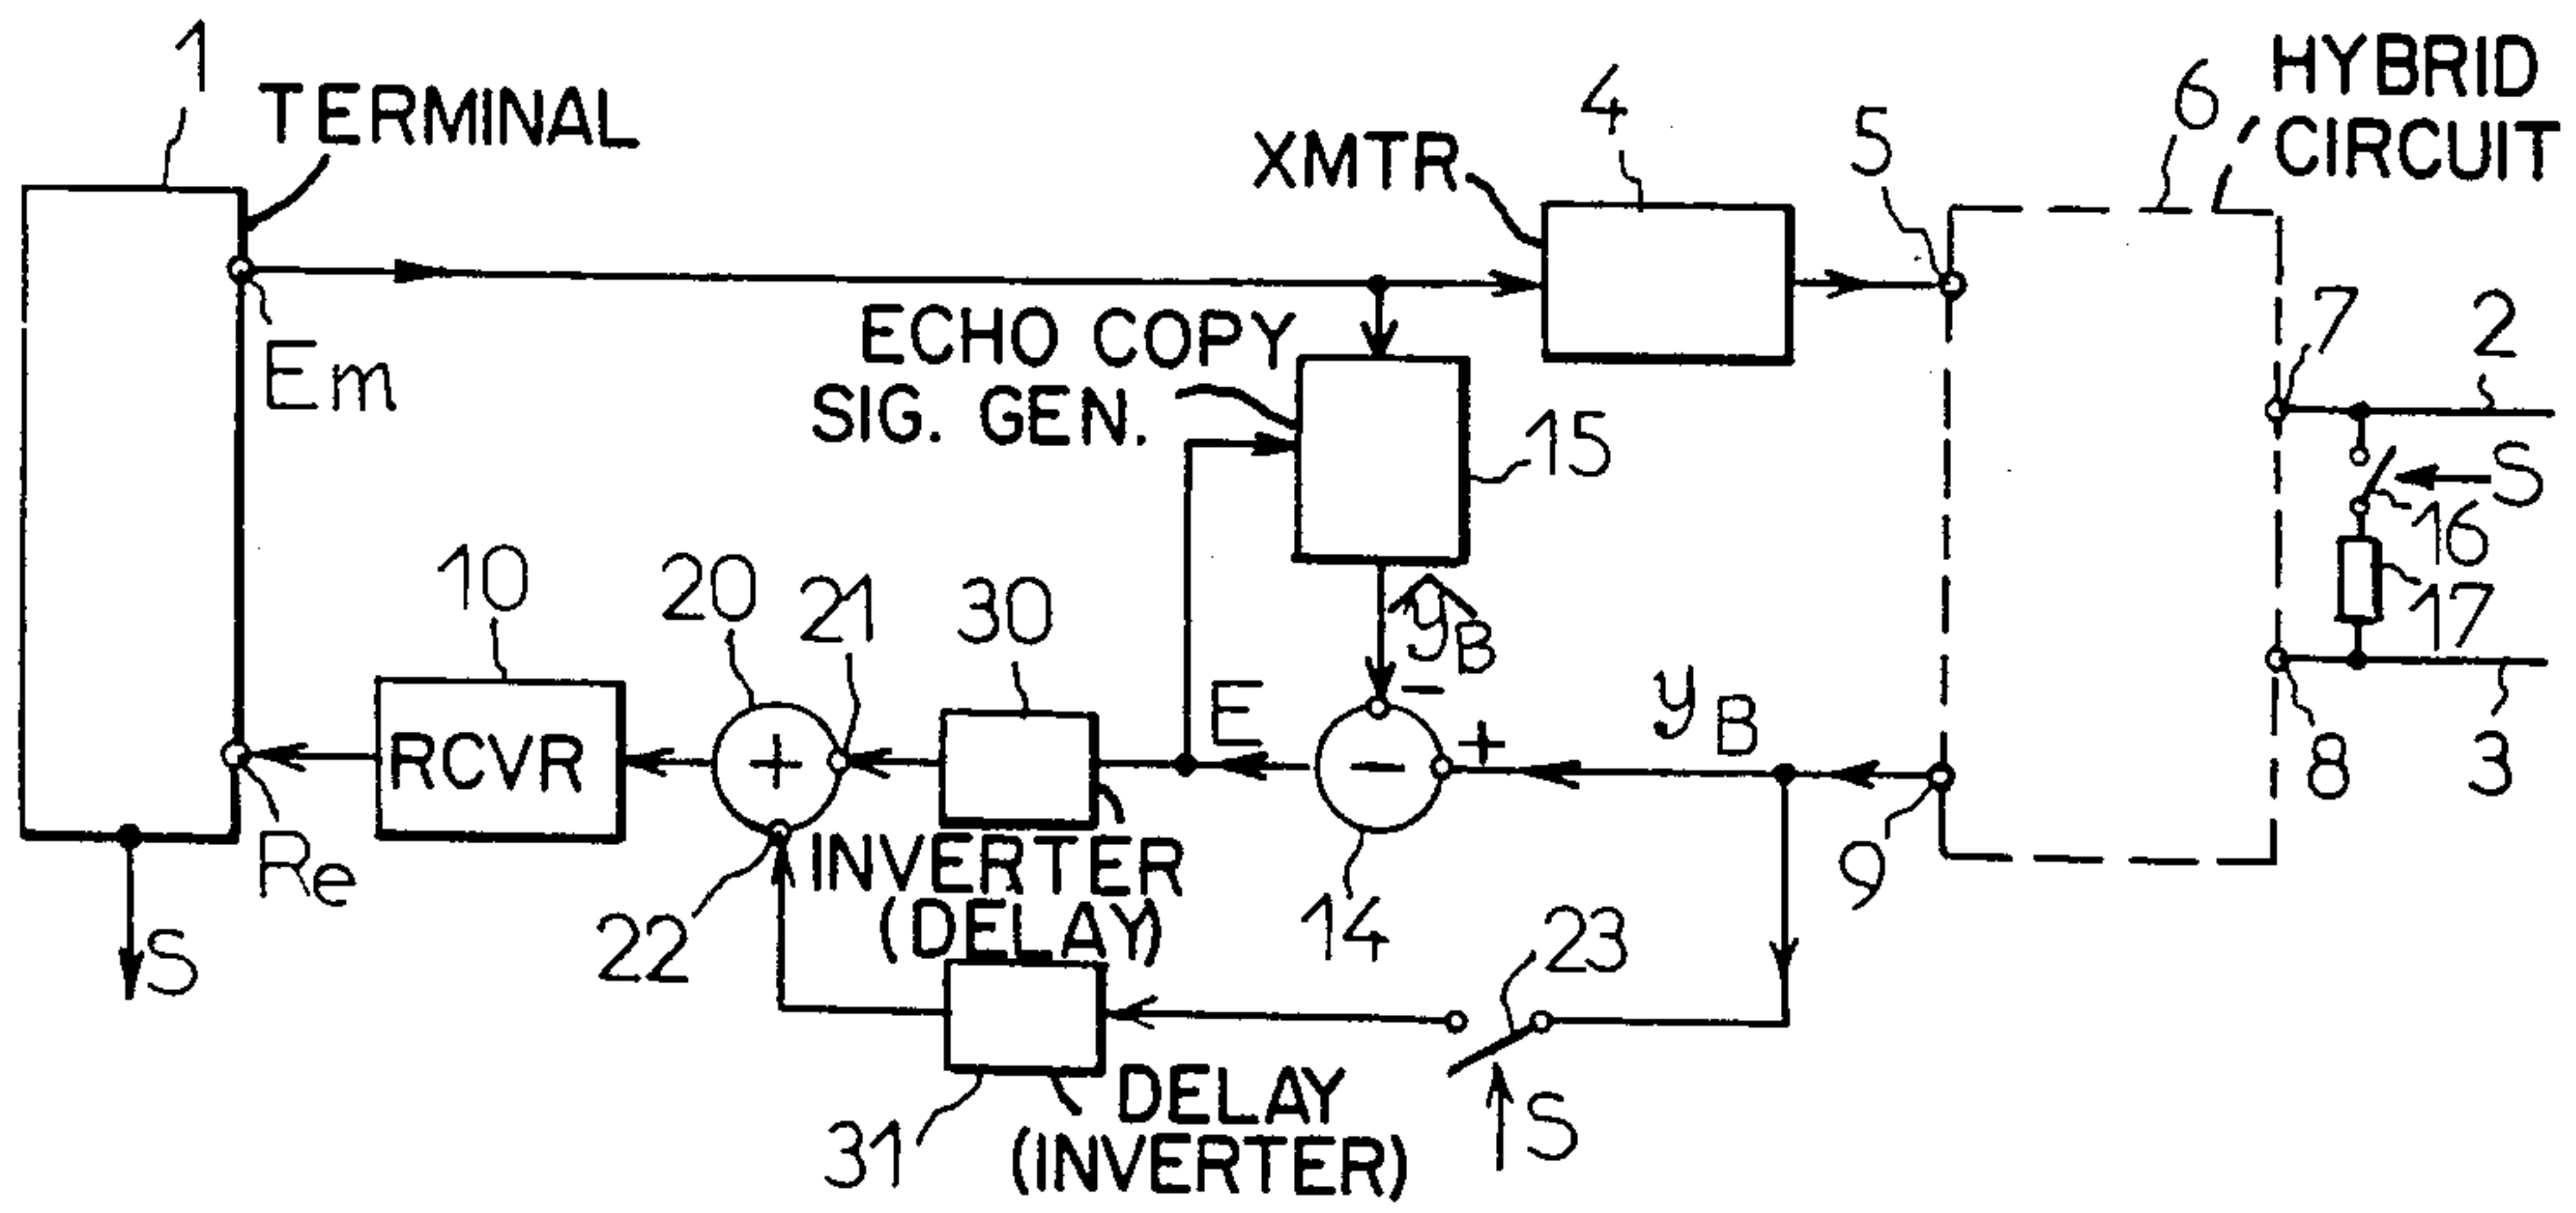 1
TERMINAL
XMTR
4
5
6
HYBRID
CIRCUIT
Em
ECHO COPY
SIG. GEN.
15
7
2
S
16
17
10
20
21
30
ŷB
E
-
+
yB
RCVR
+
−
8
3
9
Re
S
22
INVERTER
(DELAY)
14
23
31
DELAY
(INVERTER)
S